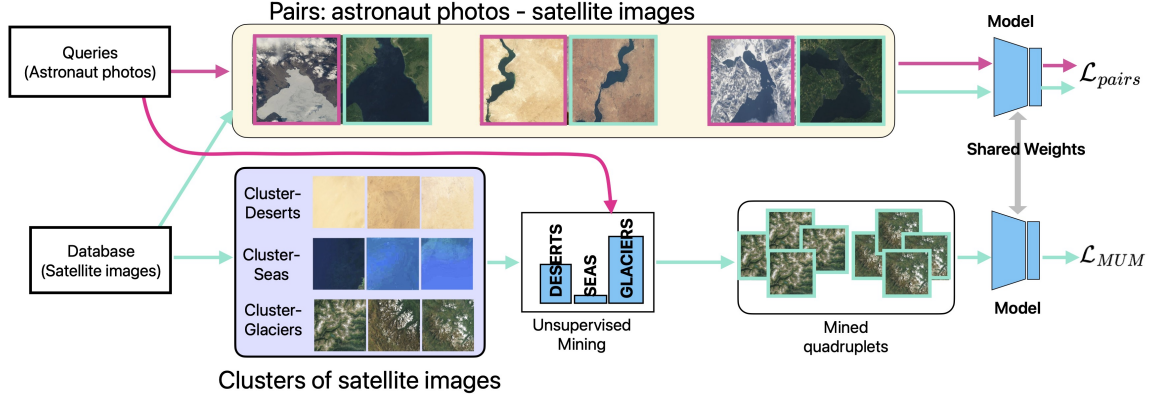 Pairs: astronaut photos - satellite images
Queries
(Astronaut photos)
Model
ℒpairs
Shared Weights
Database
(Satellite images)
Cluster-
Deserts
Cluster-
Seas
Cluster-
Glaciers
Clusters of satellite images
DESERTS
SEAS
GLACIERS
Unsupervised
Mining
Mined
quadruplets
ℒMUM
Model